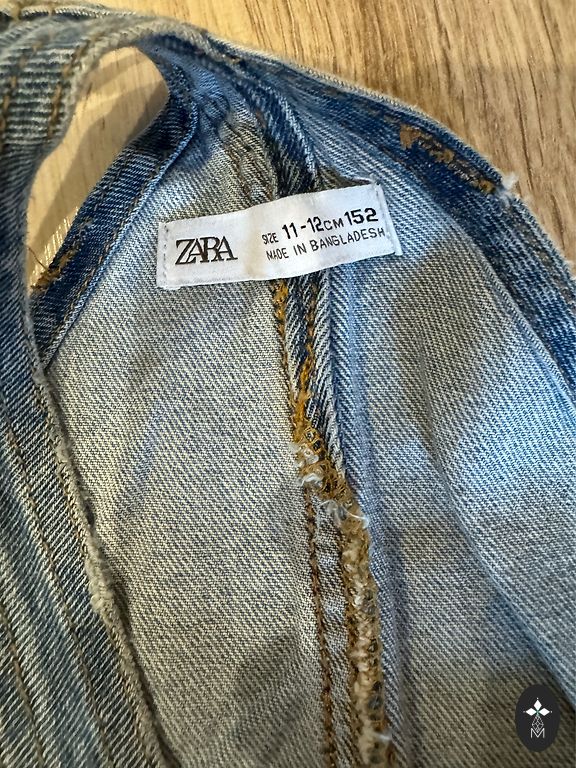 ZARA
SIZE 11-12 CM 152
MADE IN BANGLADESH
M